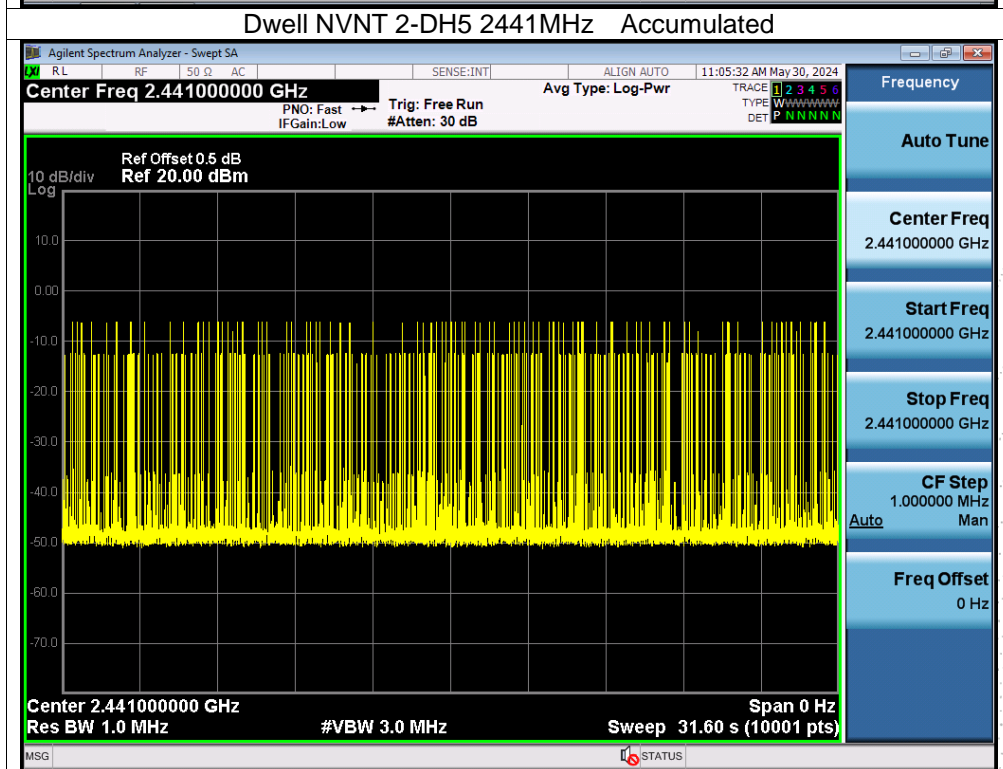 Dwell NVNT 2-DH5 2441MHz Accumulated
Agilent Spectrum Analyzer - Swept SA
LXI RL RF 50 Ω AC SENSE:INT ALIGN AUTO 11:05:32 AM May 30, 2024
Center Freq 2.441000000 GHz
PNO: Fast
IFGain:Low
Trig: Free Run
#Atten: 30 dB
Avg Type: Log-Pwr
TRACE 1 2 3 4 5 6
TYPE WWWWWW
DET P N N N N N
Frequency
Auto Tune
Center Freq
2.441000000 GHz
Start Freq
2.441000000 GHz
Stop Freq
2.441000000 GHz
CF Step
1.000000 MHz
Auto Man
Freq Offset
0 Hz
Ref Offset 0.5 dB
10 dB/div Ref 20.00 dBm
Log
10.0
0.00
-10.0
-20.0
-30.0
-40.0
-50.0
-60.0
-70.0
Center 2.441000000 GHz Span 0 Hz
Res BW 1.0 MHz #VBW 3.0 MHz Sweep 31.60 s (10001 pts)
MSG STATUS